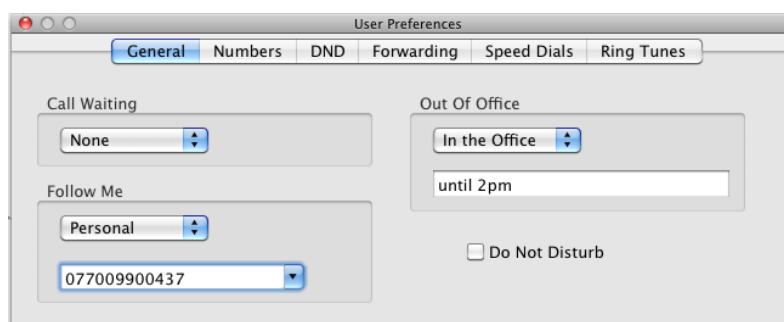 User Preferences
General Numbers DND Forwarding Speed Dials Ring Tunes
Call Waiting
None
Follow Me
Personal
077009900437
Out Of Office
In the Office
until 2pm
Do Not Disturb